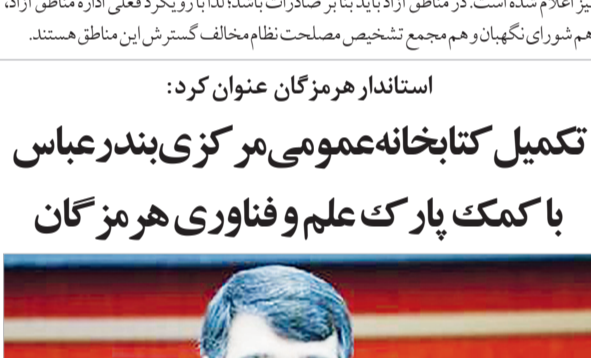 نیز اعلام شده است. در مناطق آزاد باید بنا بر صادرات باشد؛ لذا با رویکرد فعلی اداره مناطق آزاد،
هم شورای نگهبان و هم مجمع تشخیص مصلحت نظام مخالف گسترش این مناطق هستند.
استاندار هرمزگان عنوان کرد:
تکمیل کتابخانه عمومی مرکزی بندرعباس
با کمک پارک علم و فناوری هرمزگان